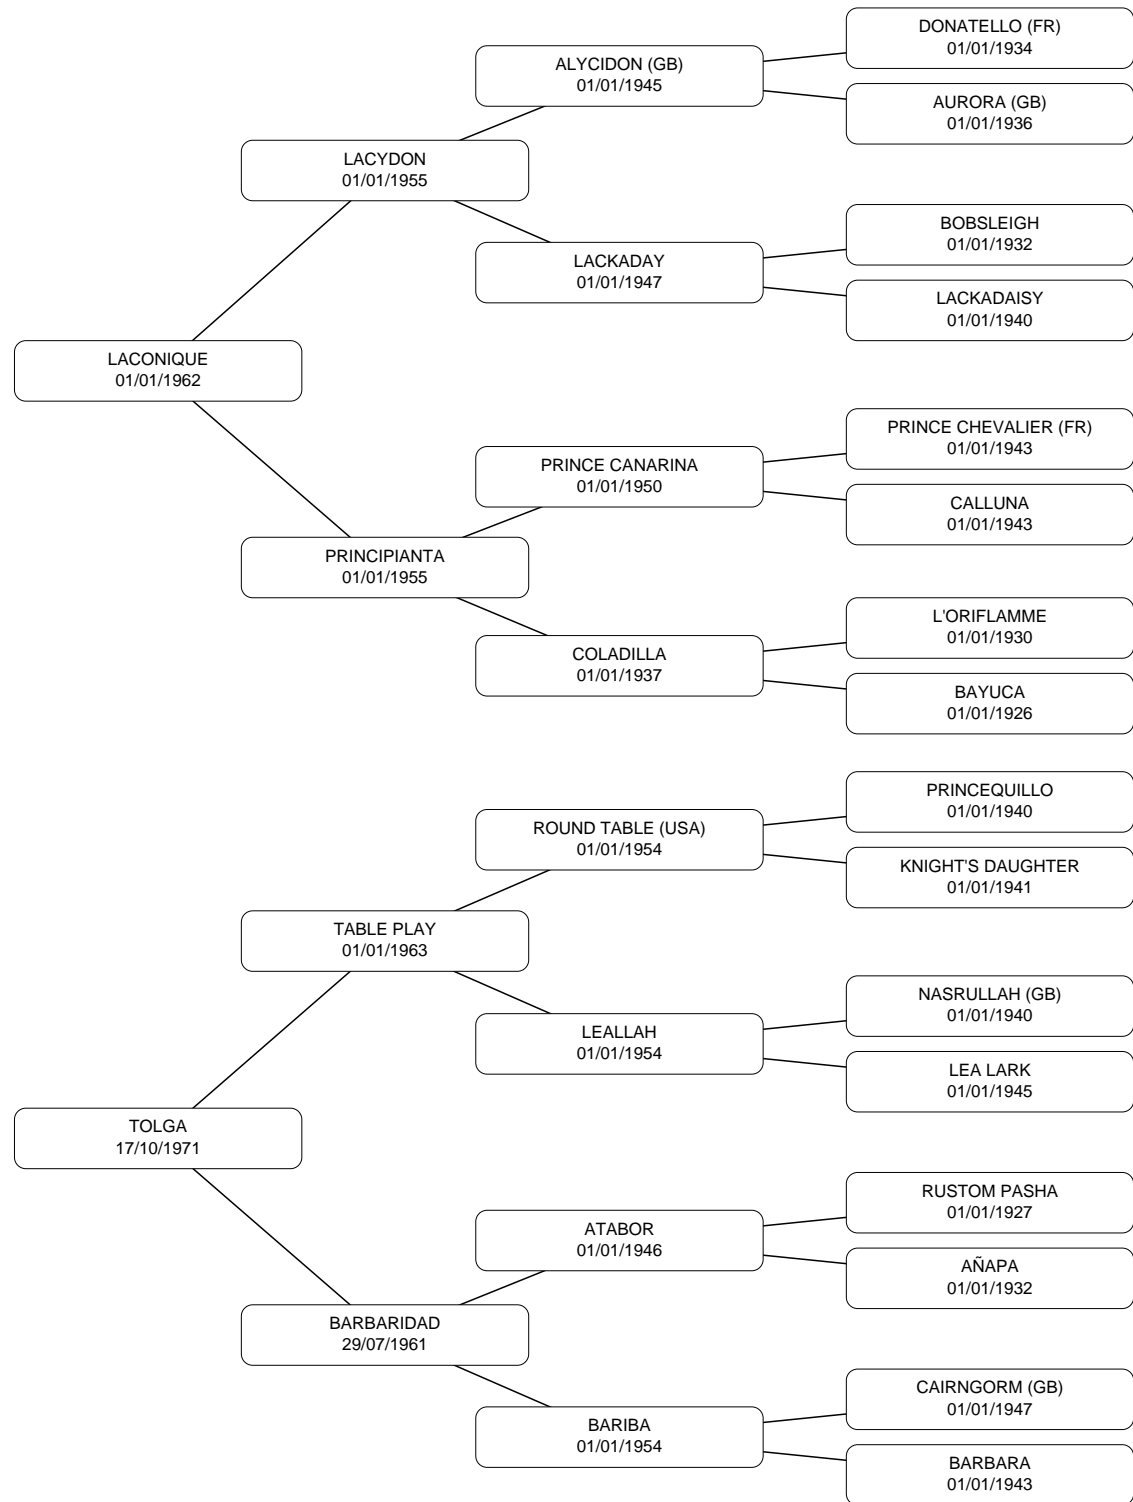 DONATELLO (FR)
01/01/1934
ALYCIDON (GB)
01/01/1945
AURORA (GB)
01/01/1936
LACYDON
01/01/1955
BOBSLEIGH
01/01/1932
LACKADAY
01/01/1947
LACKADAISY
01/01/1940
LACONIQUE
01/01/1962
PRINCE CHEVALIER (FR)
01/01/1943
PRINCE CANARINA
01/01/1950
CALLUNA
01/01/1943
PRINCIPIANTA
01/01/1955
L'ORIFLAMME
01/01/1930
COLADILLA
01/01/1937
BAYUCA
01/01/1926
PRINCEQUILLO
01/01/1940
ROUND TABLE (USA)
01/01/1954
KNIGHT'S DAUGHTER
01/01/1941
TABLE PLAY
01/01/1963
NASRULLAH (GB)
01/01/1940
LEALLAH
01/01/1954
LEA LARK
01/01/1945
TOLGA
17/10/1971
RUSTOM PASHA
01/01/1927
ATABOR
01/01/1946
AÑAPA
01/01/1932
BARBARIDAD
29/07/1961
CAIRNGORM (GB)
01/01/1947
BARIBA
01/01/1954
BARBARA
01/01/1943